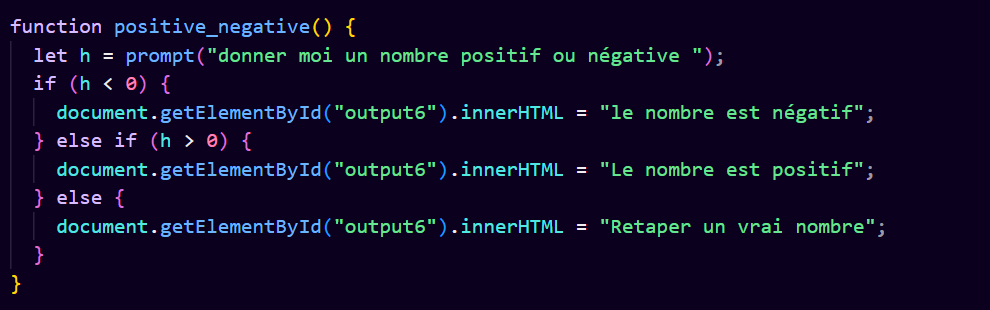 function positive_negative() {
  let h = prompt("donner moi un nombre positif ou négative ");
  if (h < 0) {
    document.getElementById("output6").innerHTML = "le nombre est négatif";
  } else if (h > 0) {
    document.getElementById("output6").innerHTML = "Le nombre est positif";
  } else {
    document.getElementById("output6").innerHTML = "Retaper un vrai nombre";
  }
}